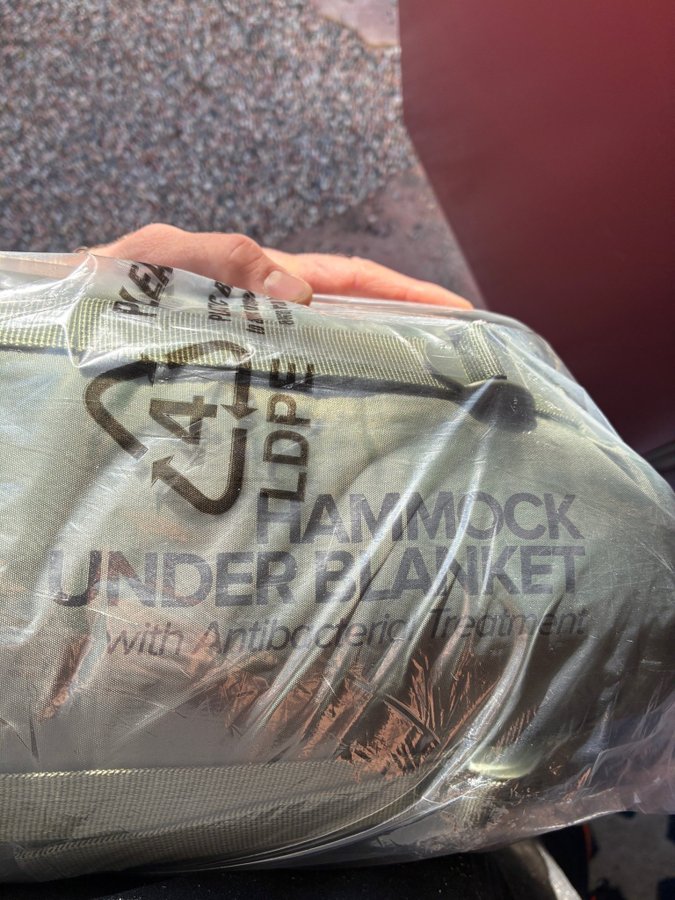 4
LDPE
HAMMOCK
UNDER BLANKET
with Antibacterial Treatment